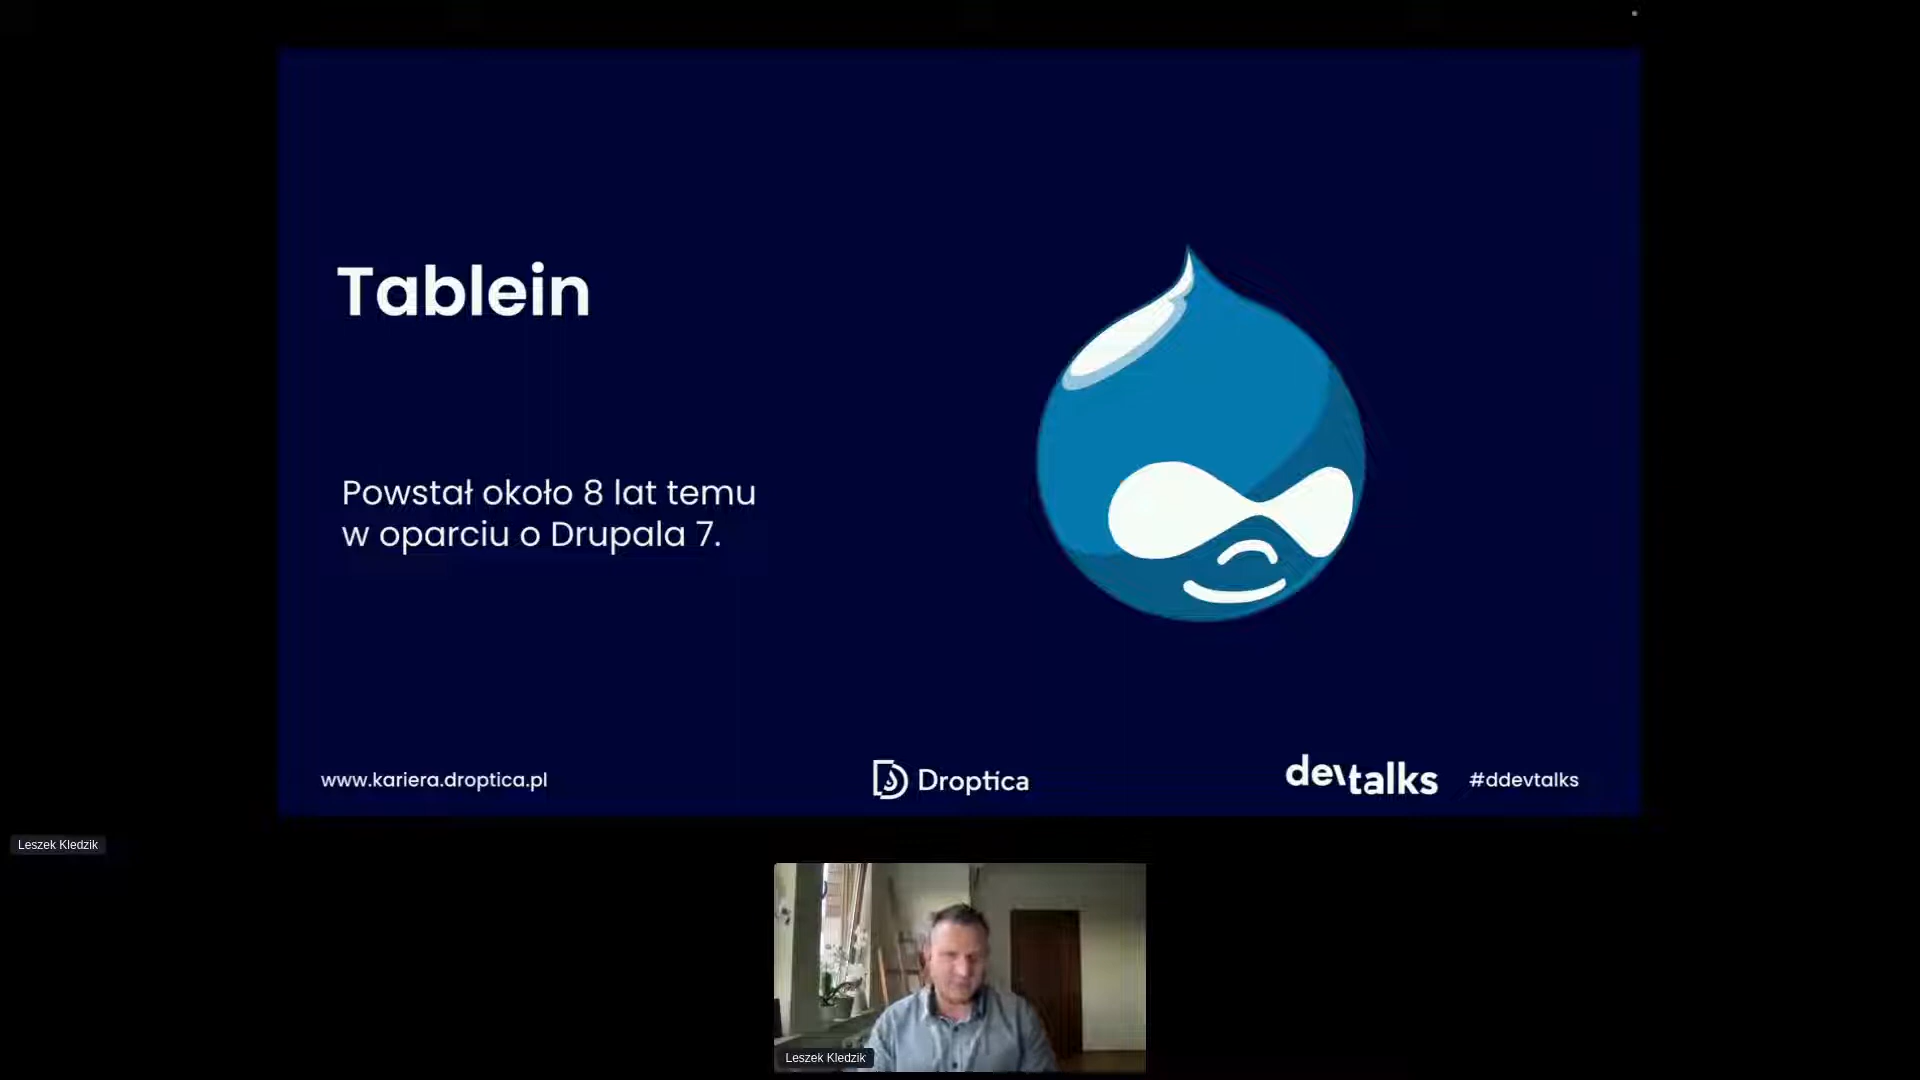 Tablein
Powstał około 8 lat temu
w oparciu o Drupala 7.
www.kariera.droptica.pl
Droptica
devtalks
#ddevtalks
Leszek Kledzik
Leszek Kledzik